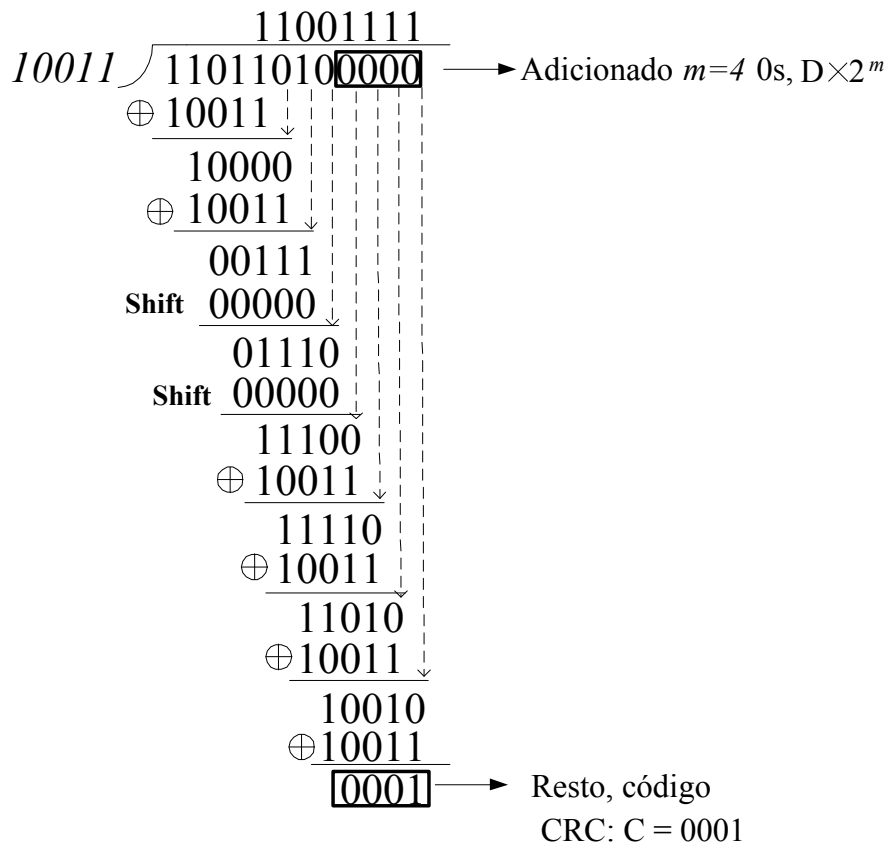 11001111
10011 110110100000 Adicionado m=4 0s, D×2^m
⊕ 10011
10000
⊕ 10011
00111
Shift 00000
01110
Shift 00000
11100
⊕ 10011
11110
⊕ 10011
11010
⊕ 10011
10010
⊕ 10011
0001 Resto, código
CRC: C = 0001